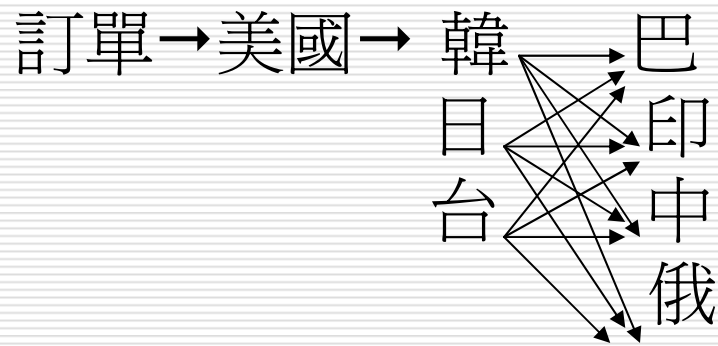 訂單→美國→ 韓 巴
日 印
台 中
俄